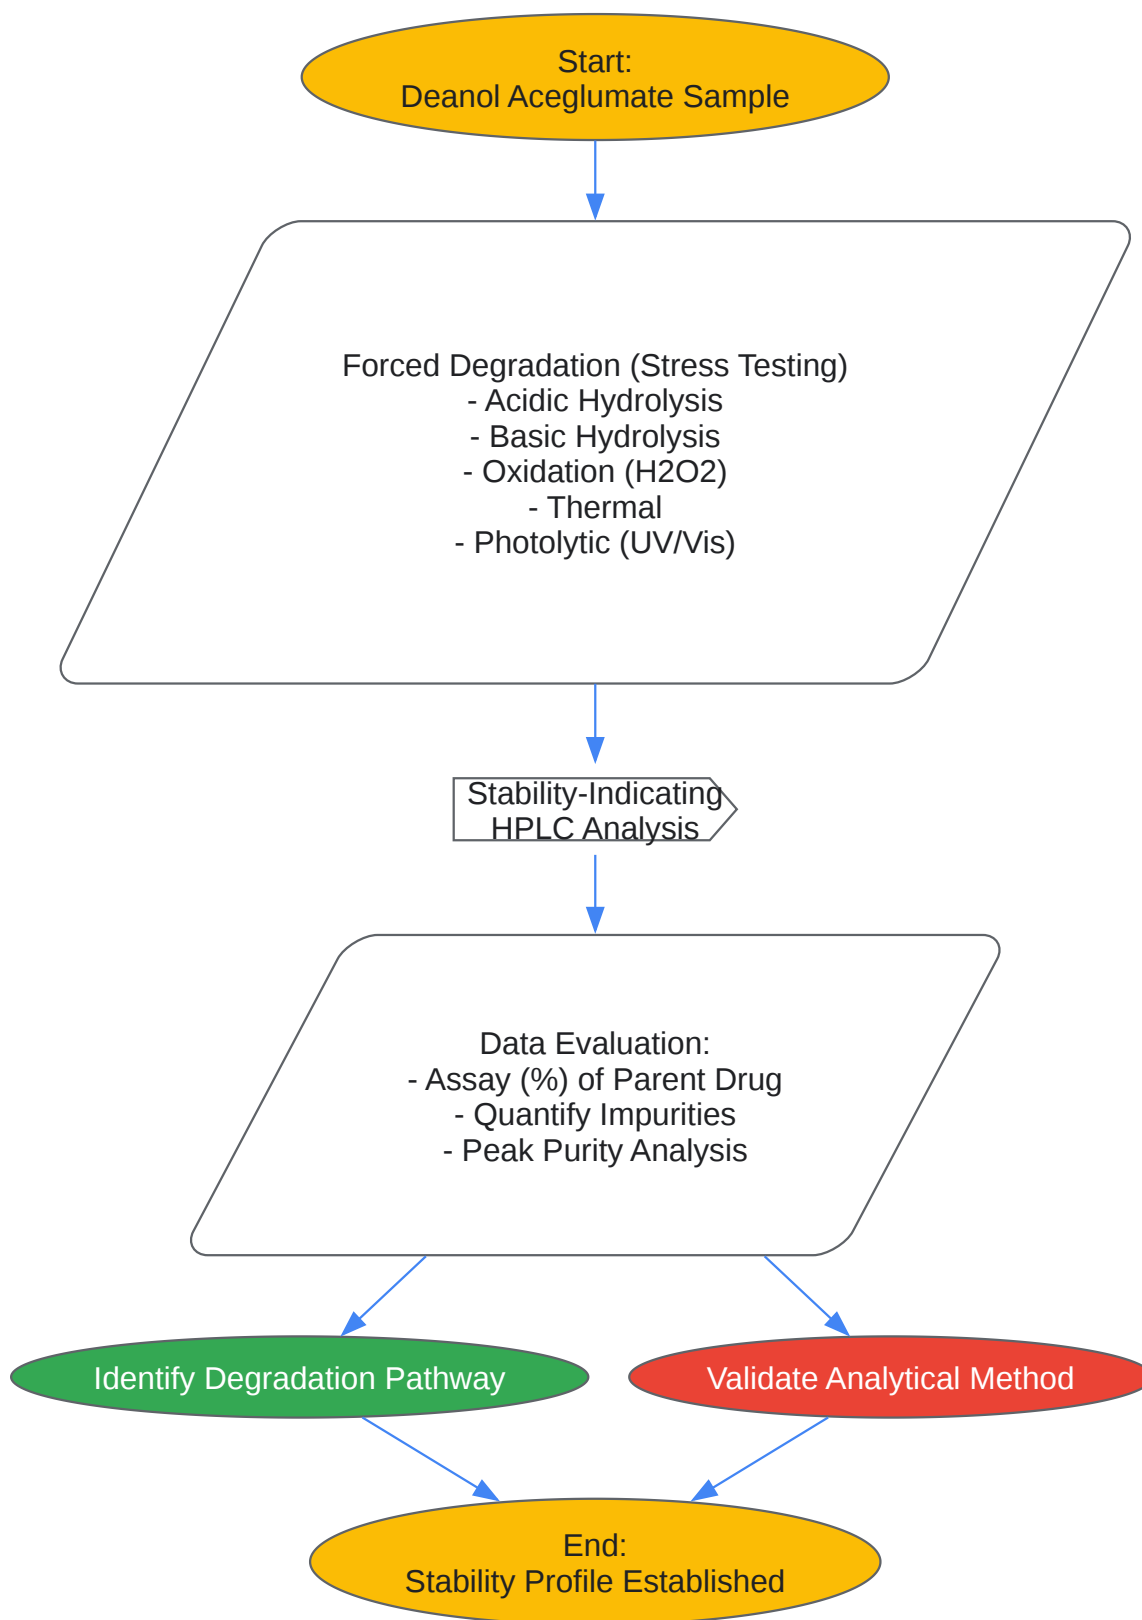 Start:
Deanol Aceglumate Sample
Forced Degradation (Stress Testing)
- Acidic Hydrolysis
- Basic Hydrolysis
- Oxidation (H2O2)
- Thermal
- Photolytic (UV/Vis)
Stability-Indicating
HPLC Analysis
Data Evaluation:
- Assay (%) of Parent Drug
- Quantify Impurities
- Peak Purity Analysis
Identify Degradation Pathway
Validate Analytical Method
End:
Stability Profile Established